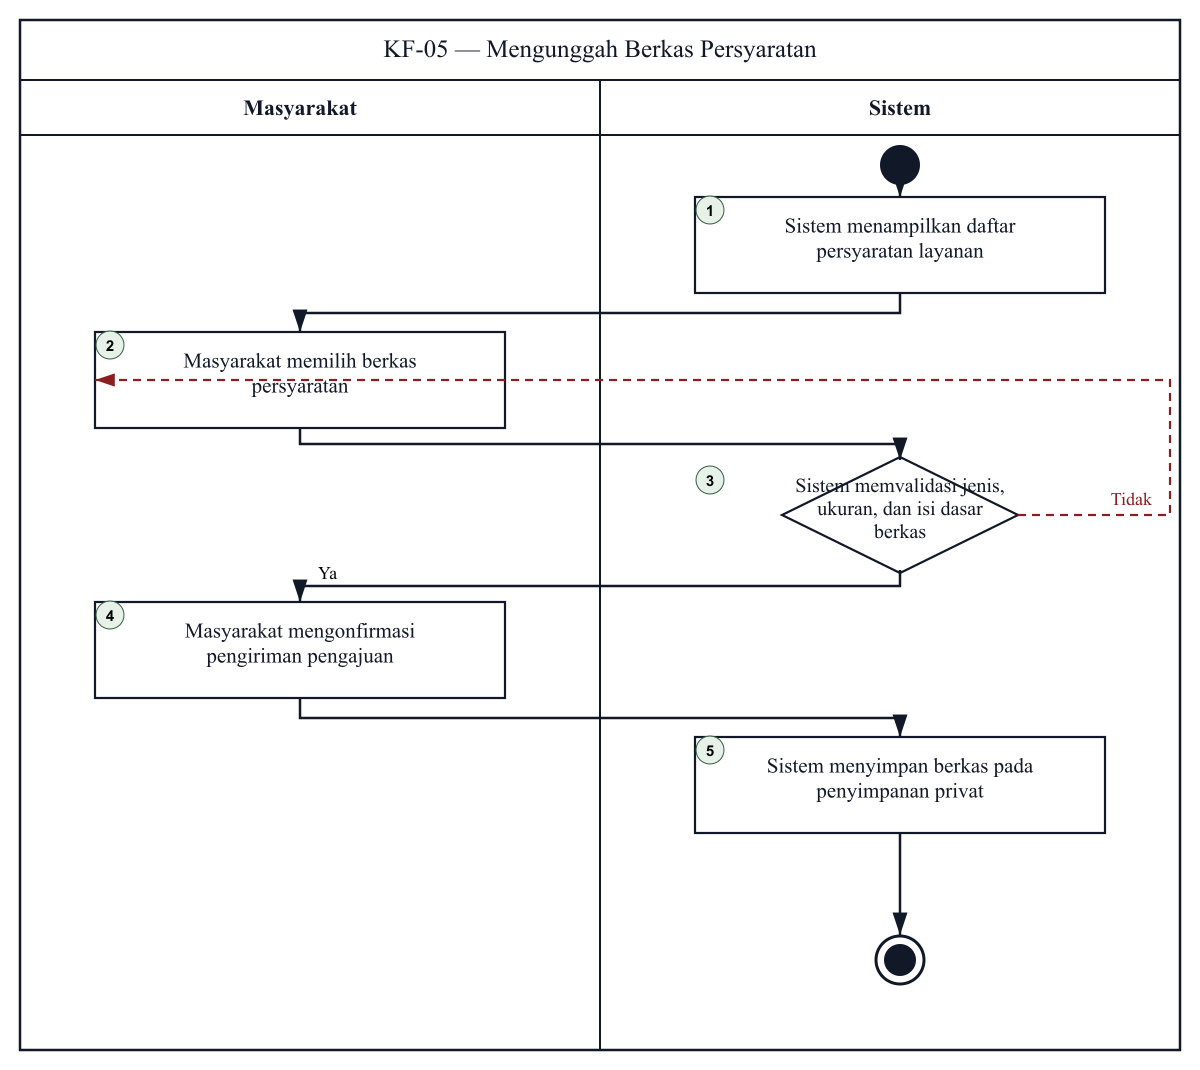 KF-05 — Mengunggah Berkas Persyaratan
Masyarakat
Sistem
1
Sistem menampilkan daftar
persyaratan layanan
2
Masyarakat memilih berkas
persyaratan
3
Sistem memvalidasi jenis,
ukuran, dan isi dasar
berkas
Tidak
Ya
4
Masyarakat mengonfirmasi
pengiriman pengajuan
5
Sistem menyimpan berkas pada
penyimpanan privat